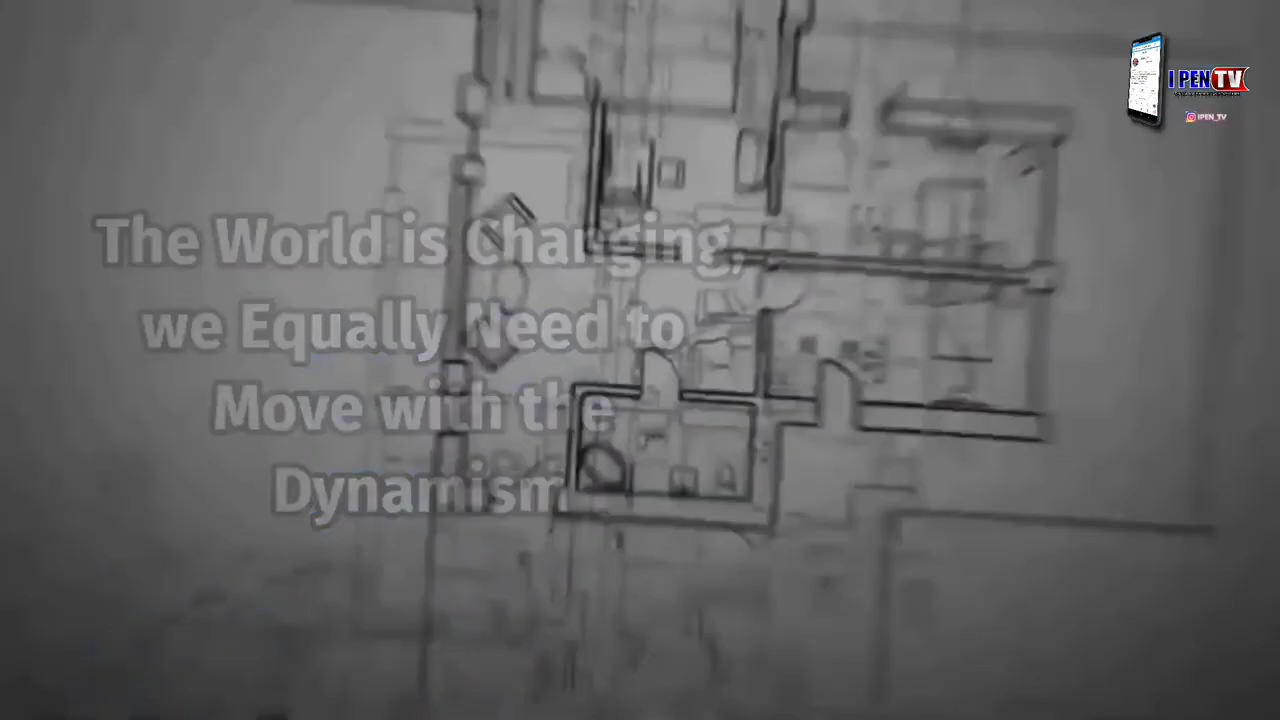 The World is Changing,
we Equally Need to
Move with the
Dynamism
I PEN TV
IPEN_TV